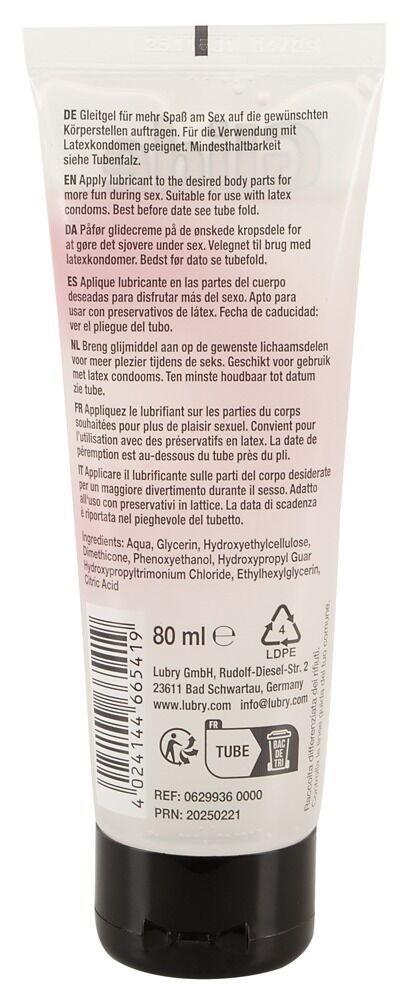 DE Gleitgel für mehr Spaß am Sex auf die gewünschten
Körperstellen auftragen. Für die Verwendung mit
Latexkondomen geeignet. Mindesthaltbarkeit
siehe Tubenfalz.
EN Apply lubricant to the desired body parts for
more fun during sex. Suitable for use with latex
condoms. Best before date see tube fold.
DA Påfør glidecreme på de ønskede kropsdele for
at gøre det sjovere under sex. Velegnet til brug med
latexkondomer. Bedst før dato se tubefold.
ES Aplique lubricante en las partes del cuerpo
deseadas para disfrutar más del sexo. Apto para
usar con preservativos de látex. Fecha de caducidad:
ver el pliegue del tubo.
NL Breng glijmiddel aan op de gewenste lichaamsdelen
voor meer plezier tijdens de seks. Geschikt voor gebruik
met latex condooms. Ten minste houdbaar tot datum
zie tube.
FR Appliquez le lubrifiant sur les parties du corps
souhaitées pour plus de plaisir sexuel. Convient pour
l'utilisation avec des préservatifs en latex. La date de
péremption est au-dessous du tube près du pli.
IT Applicare il lubrificante sulle parti del corpo desiderate
per un maggiore divertimento durante il sesso. Adatto
all'uso con preservativi in lattice. La data di scadenza
è riportata nel pieghevole del tubetto.
Ingredients: Aqua, Glycerin, Hydroxyethylcellulose,
Dimethicone, Phenoxyethanol, Hydroxypropyl Guar
Hydroxypropyltrimonium Chloride, Ethylhexylglycerin,
Citric Acid
4 024144 665419
80 ml ℮
4
LDPE
Lubry GmbH, Rudolf-Diesel-Str. 2
23611 Bad Schwartau, Germany
www.lubry.com info@lubry.com
FR
TUBE
BAC
DE
TRI
REF: 0629936 0000
PRN: 20250221
Raccolta differenziata dei rifiuti.
Controlla le linee guida del tuo comune.